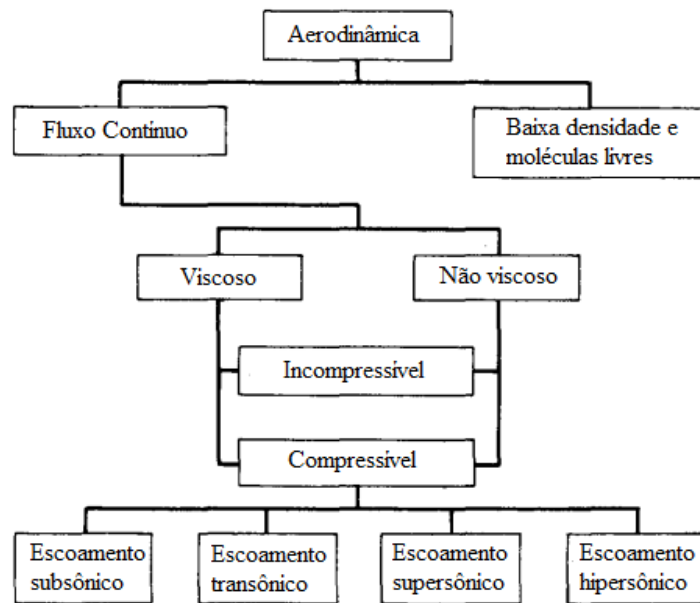 Aerodinâmica
Fluxo Contínuo
Baixa densidade e
moléculas livres
Viscoso
Não viscoso
Incompressível
Compressível
Escoamento
subsônico
Escoamento
transônico
Escoamento
supersônico
Escoamento
hipersônico